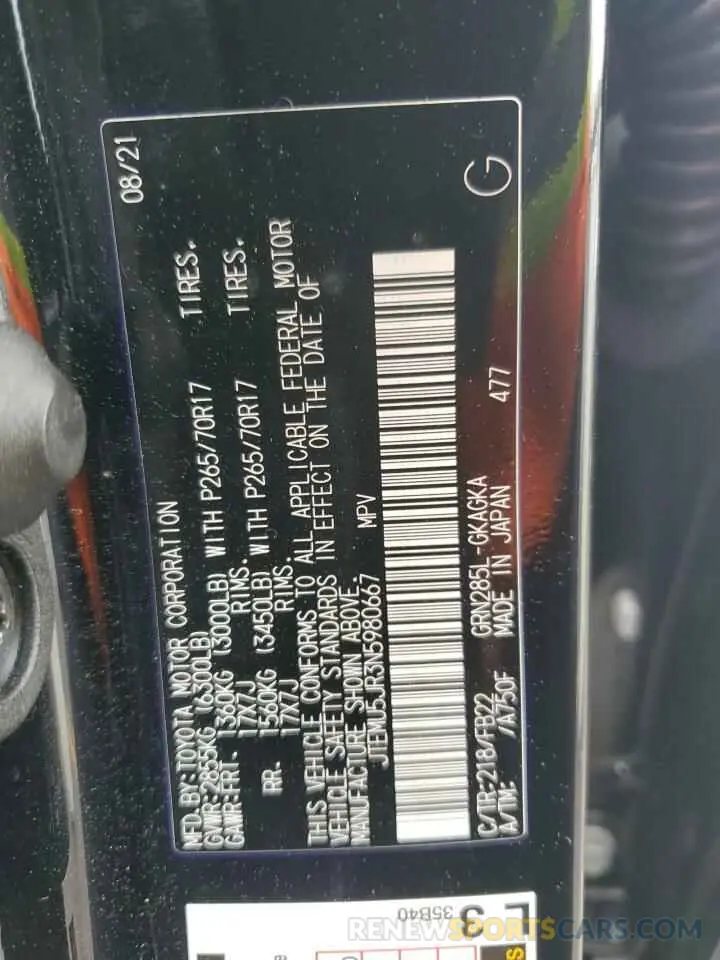 MFD. BY: TOYOTA MOTOR CORPORATION 08/21
GVWR: 2855KG (6300LB)
GAWR: FRT. 1360KG (3000LB) WITH P265/70R17 TIRES.
17X7J RIMS.
RR. 1560KG (3450LB) WITH P265/70R17 TIRES.
17X7J RIMS.
THIS VEHICLE CONFORMS TO ALL APPLICABLE FEDERAL MOTOR
VEHICLE SAFETY STANDARDS IN EFFECT ON THE DATE OF
MANUFACTURE SHOWN ABOVE.
JTEMU5JR3N5980667 MPV
C/TR: 218/FB22 GRN285L-GKAGKA
A/TM: /A750F MADE IN JAPAN 477
G
35B40
RENEWSPORTSCARS.COM